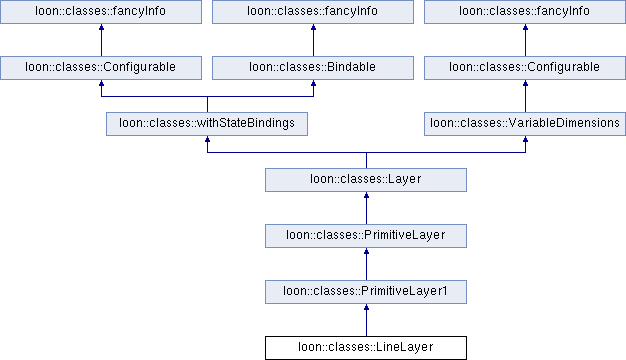 loon::classes::fancyInfo
loon::classes::fancyInfo
loon::classes::fancyInfo
loon::classes::Configurable
loon::classes::Bindable
loon::classes::Configurable
loon::classes::withStateBindings
loon::classes::VariableDimensions
loon::classes::Layer
loon::classes::PrimitiveLayer
loon::classes::PrimitiveLayer1
loon::classes::LineLayer